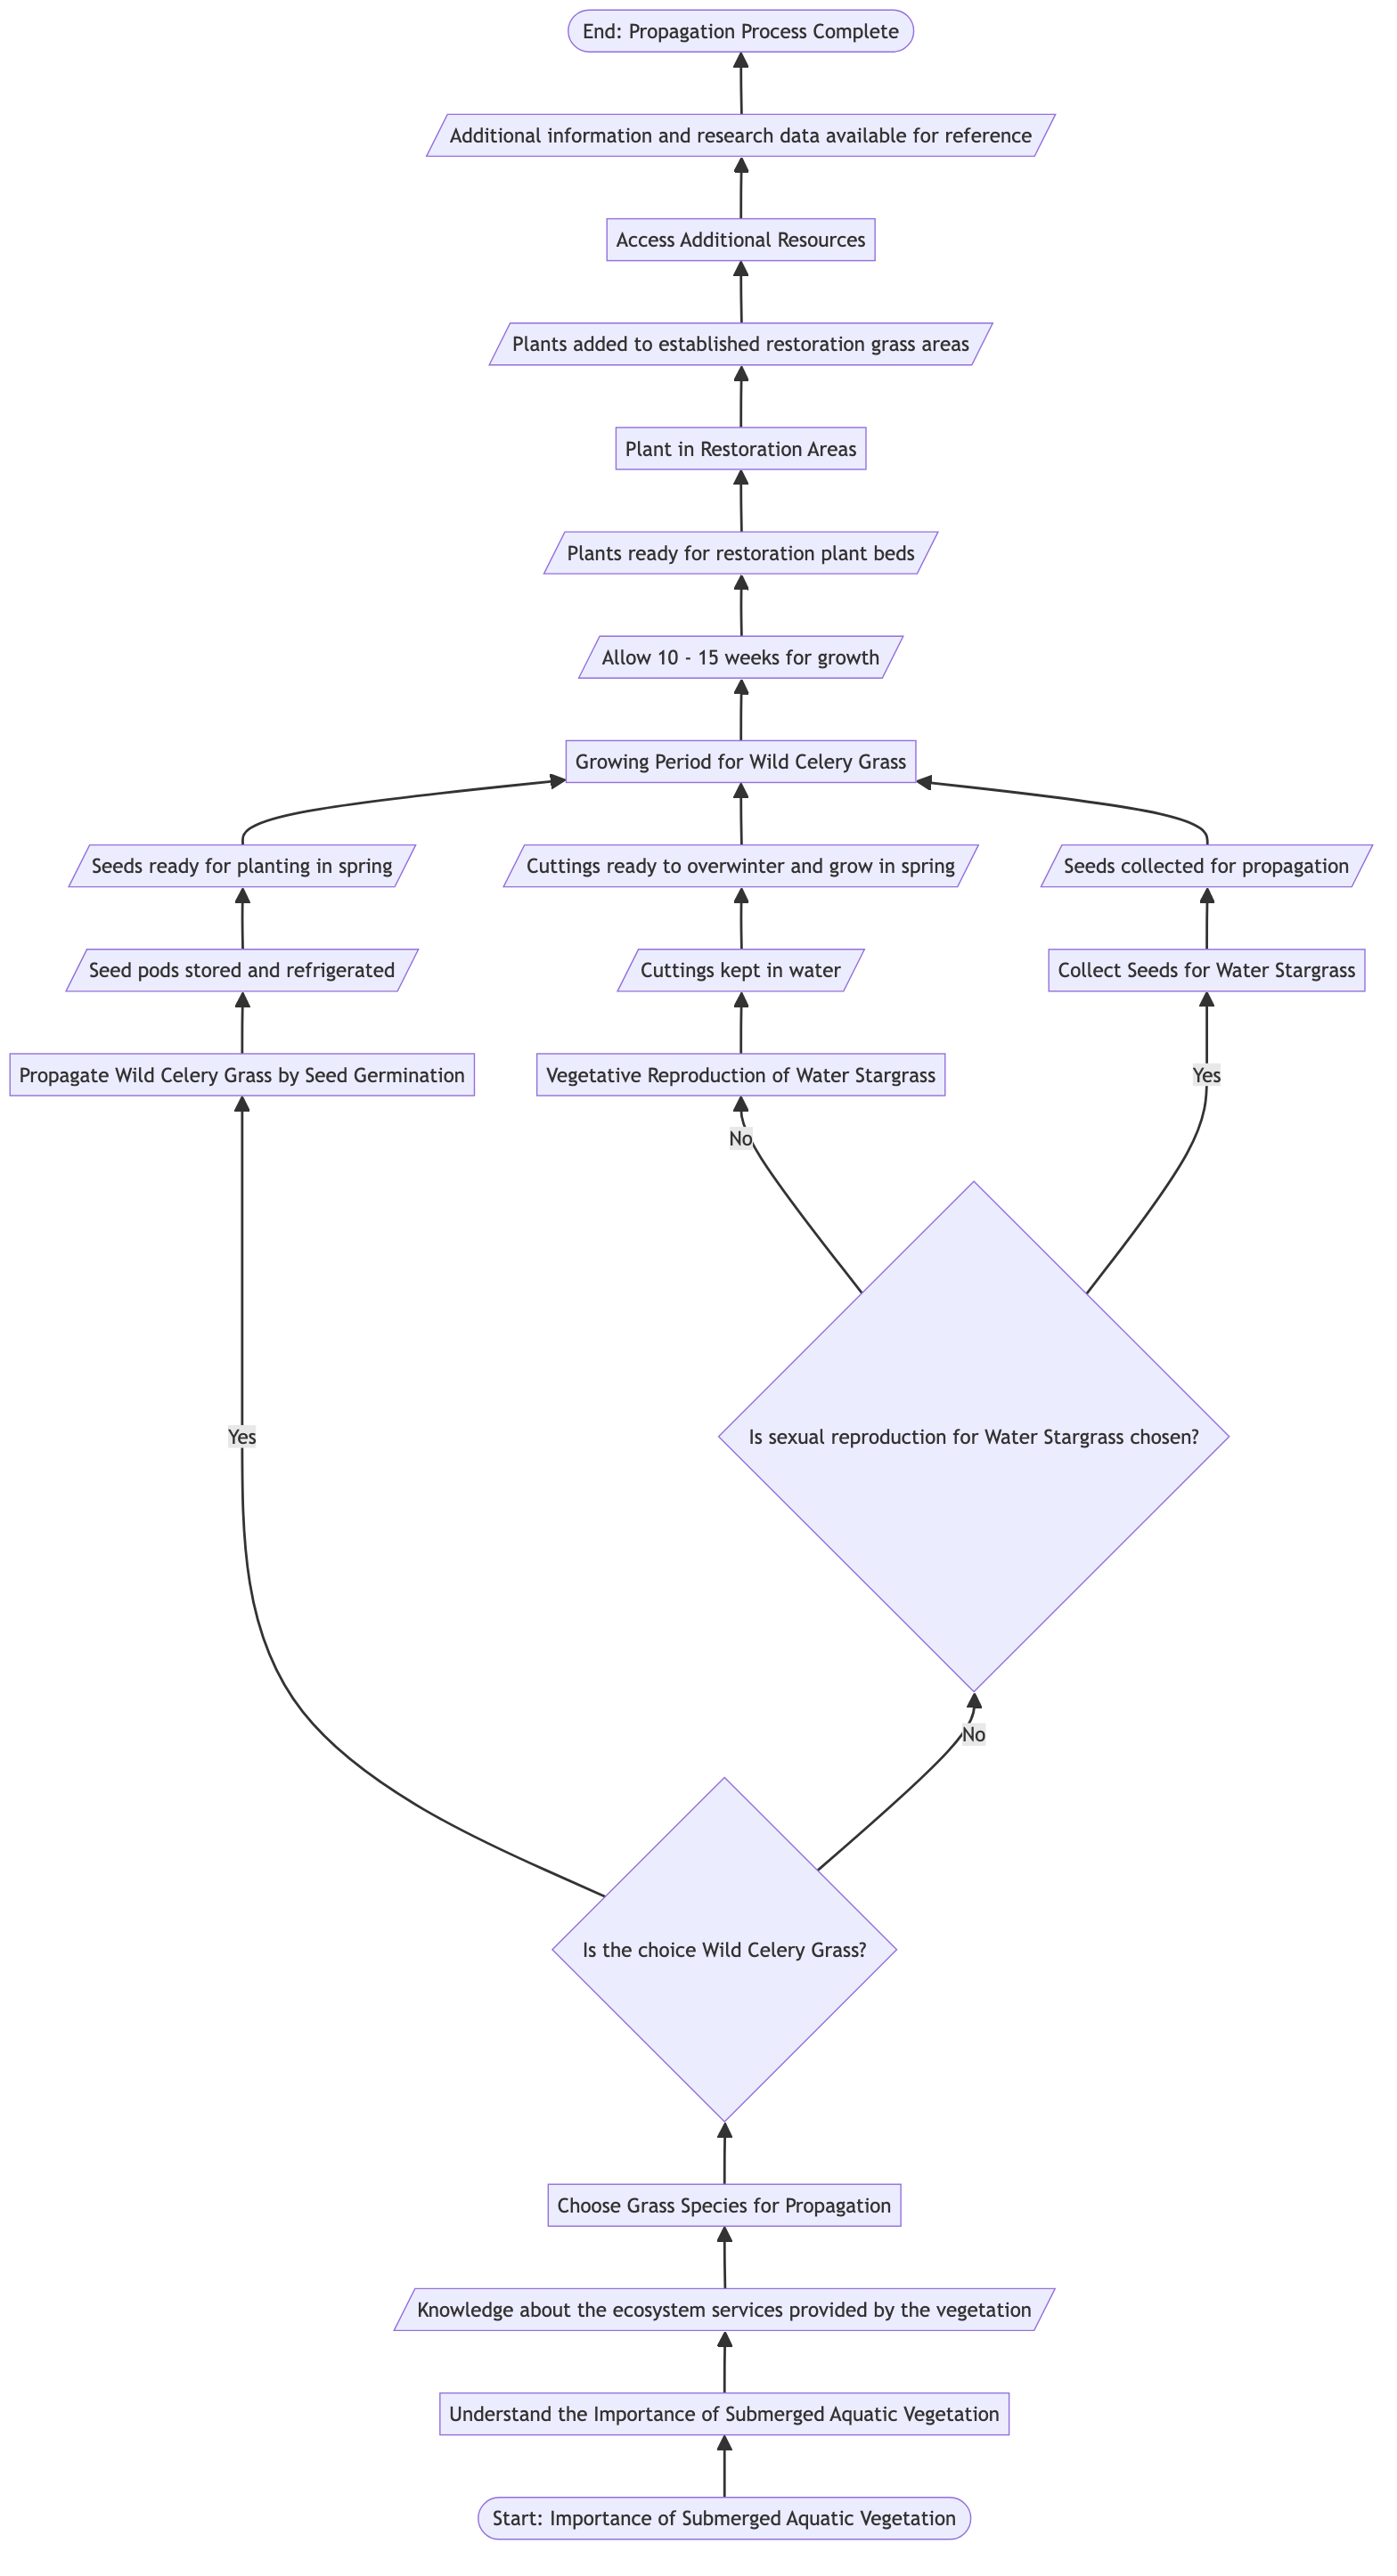 End: Propagation Process Complete
Additional information and research data available for reference
Access Additional Resources
Plants added to established restoration grass areas
Plant in Restoration Areas
Plants ready for restoration plant beds
Allow 10 - 15 weeks for growth
Growing Period for Wild Celery Grass
Seeds ready for planting in spring
Cuttings ready to overwinter and grow in spring
Seeds collected for propagation
Seed pods stored and refrigerated
Cuttings kept in water
Collect Seeds for Water Stargrass
Propagate Wild Celery Grass by Seed Germination
Vegetative Reproduction of Water Stargrass
Yes
No
Yes
Is sexual reproduction for Water Stargrass chosen?
No
Is the choice Wild Celery Grass?
Choose Grass Species for Propagation
Knowledge about the ecosystem services provided by the vegetation
Understand the Importance of Submerged Aquatic Vegetation
Start: Importance of Submerged Aquatic Vegetation